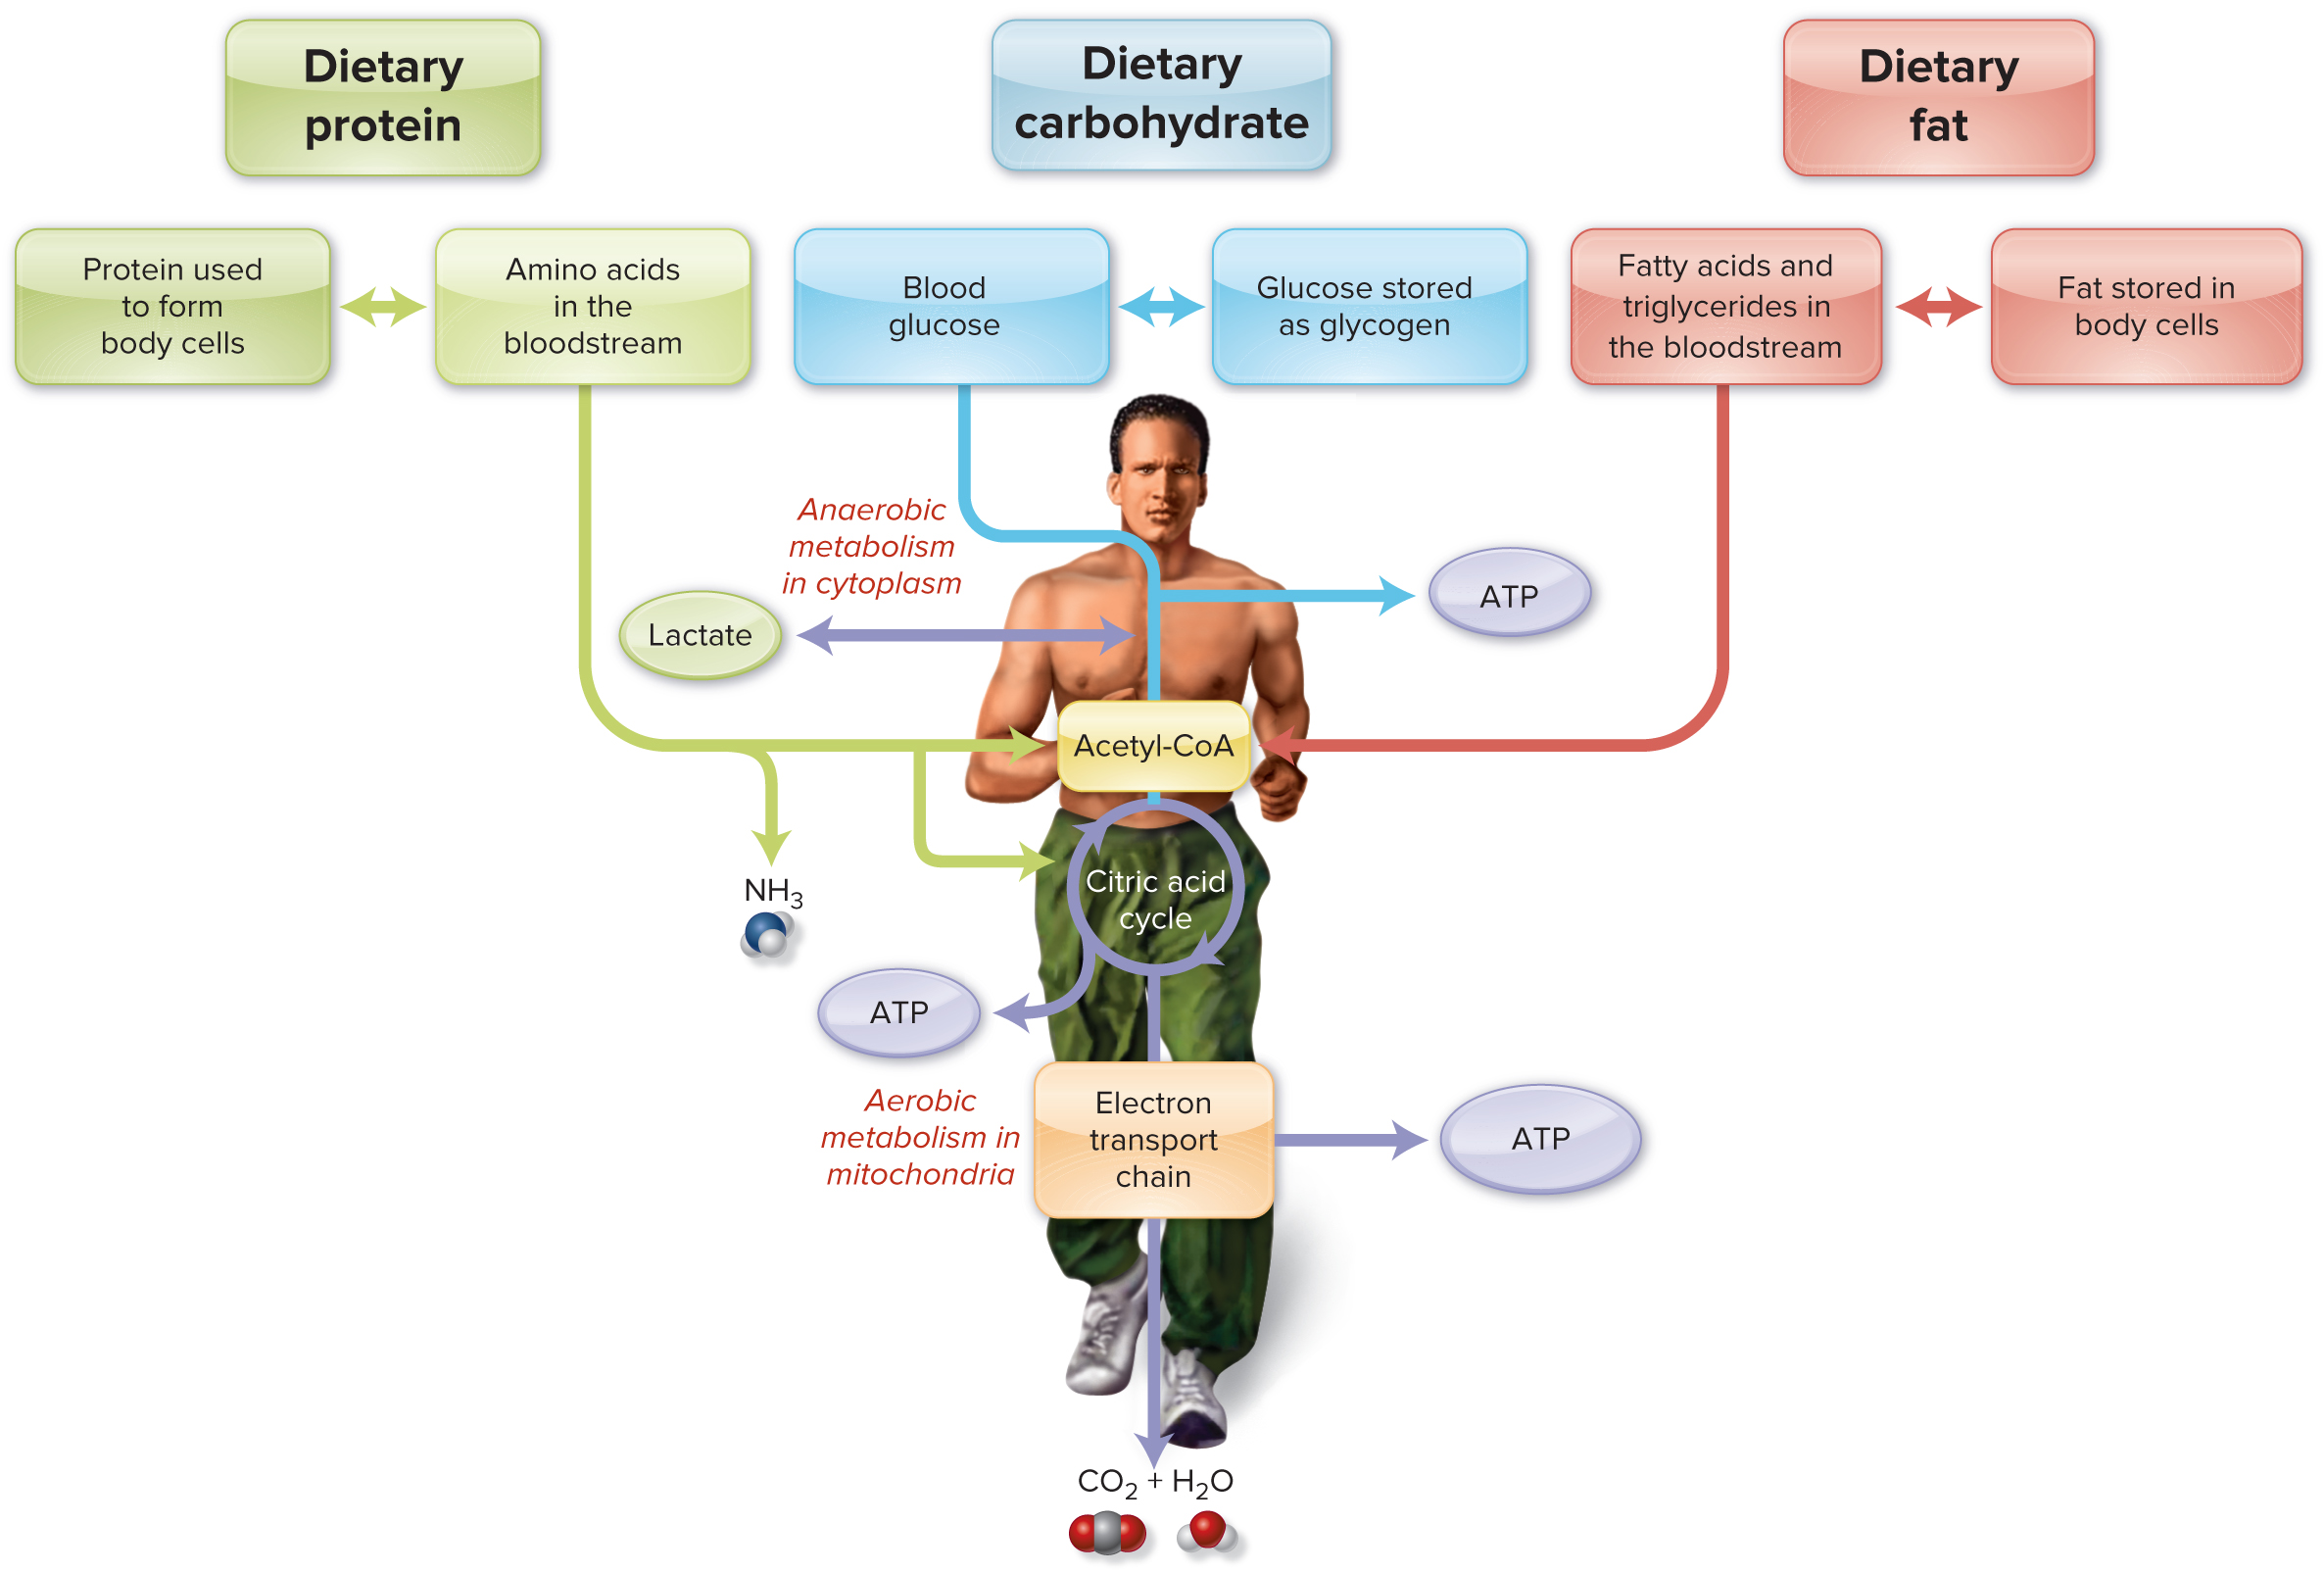 Dietary
protein
Dietary
carbohydrate
Dietary
fat
Protein used
to form
body cells
Amino acids
in the
bloodstream
Blood
glucose
Glucose stored
as glycogen
Fatty acids and
triglycerides in
the bloodstream
Fat stored in
body cells
Anaerobic
metabolism
in cytoplasm
ATP
Lactate
Acetyl-CoA
NH₃
Citric acid
cycle
ATP
Aerobic
metabolism in
mitochondria
Electron
transport
chain
ATP
CO₂ + H₂O